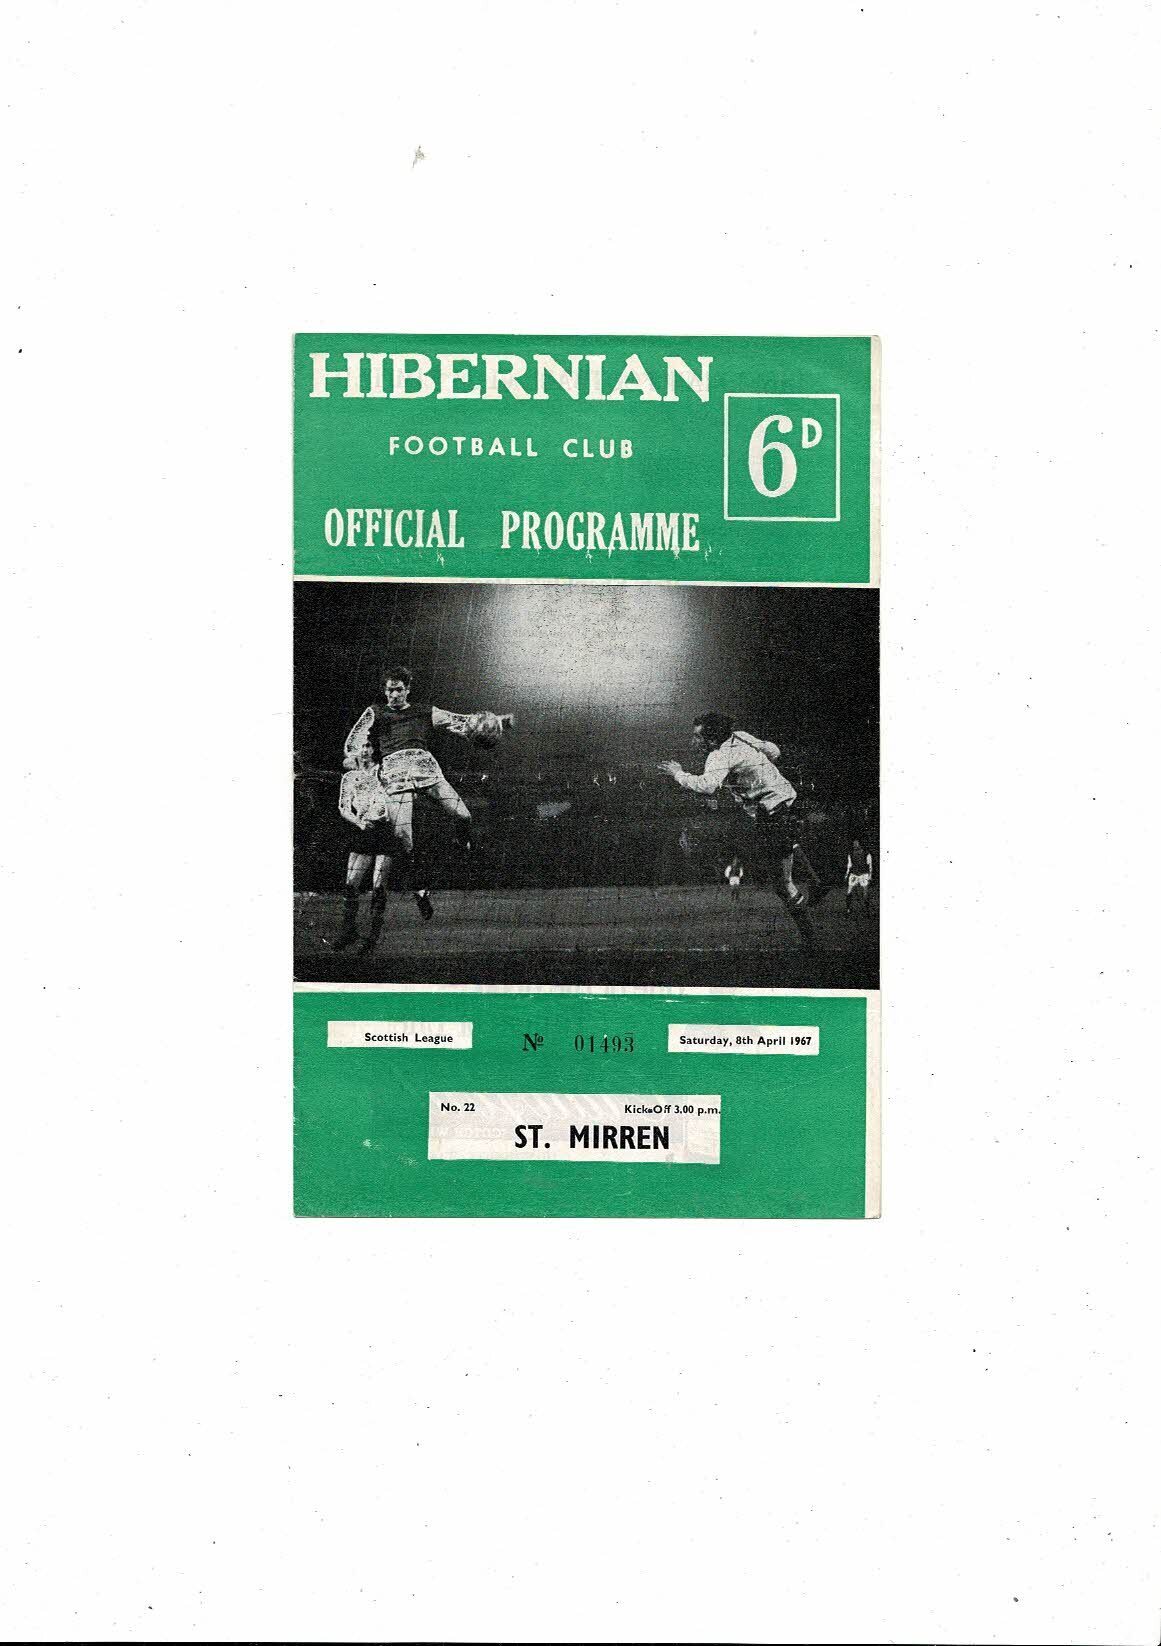 HIBERNIAN
FOOTBALL CLUB
6D
OFFICIAL PROGRAMME
Scottish League
Nº 01493
Saturday, 8th April 1967
No. 22
Kick-Off 3.00 p.m.
ST. MIRREN